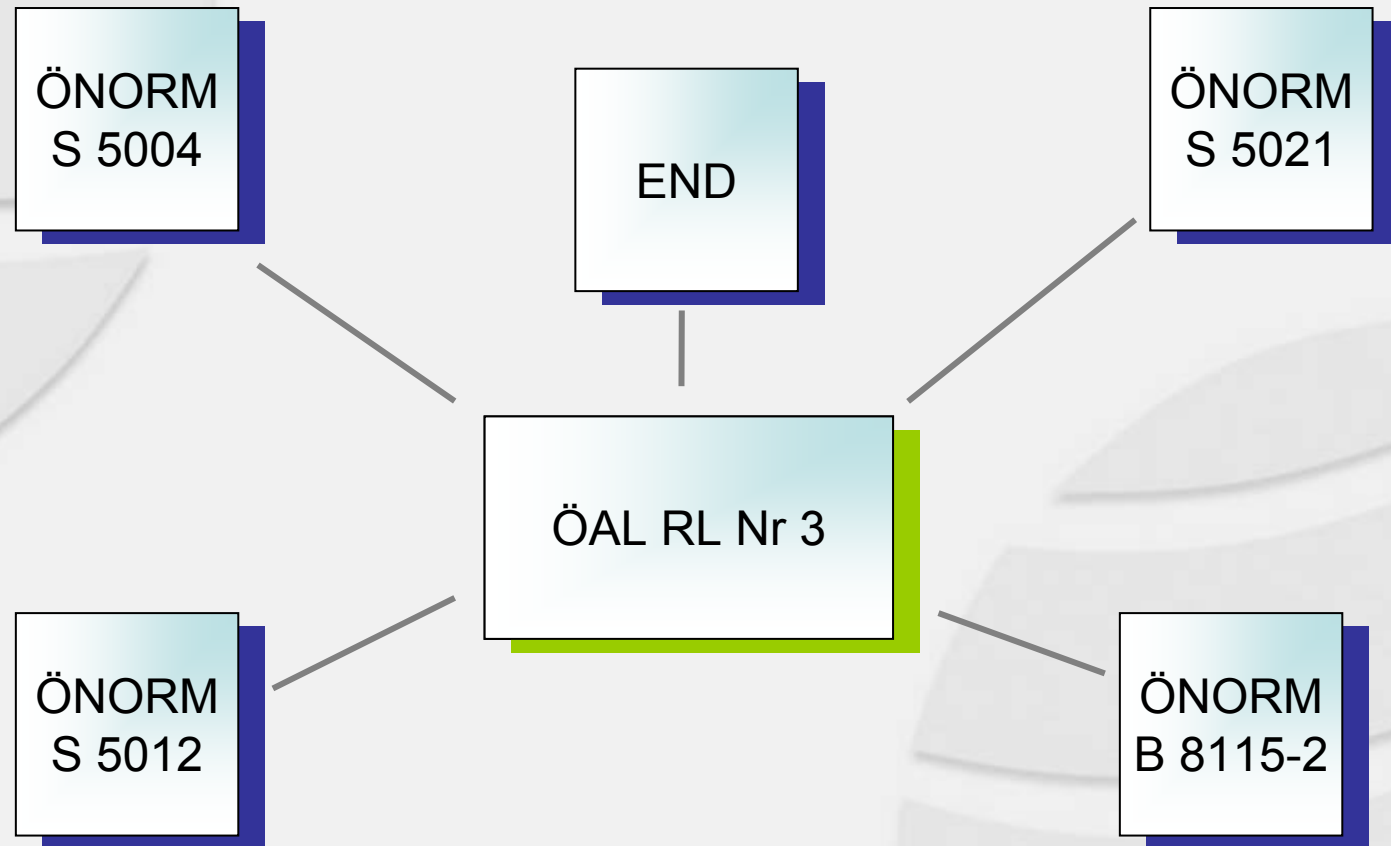 ÖNORM
S 5004
END
ÖNORM
S 5021
ÖAL RL Nr 3
ÖNORM
S 5012
ÖNORM
B 8115-2